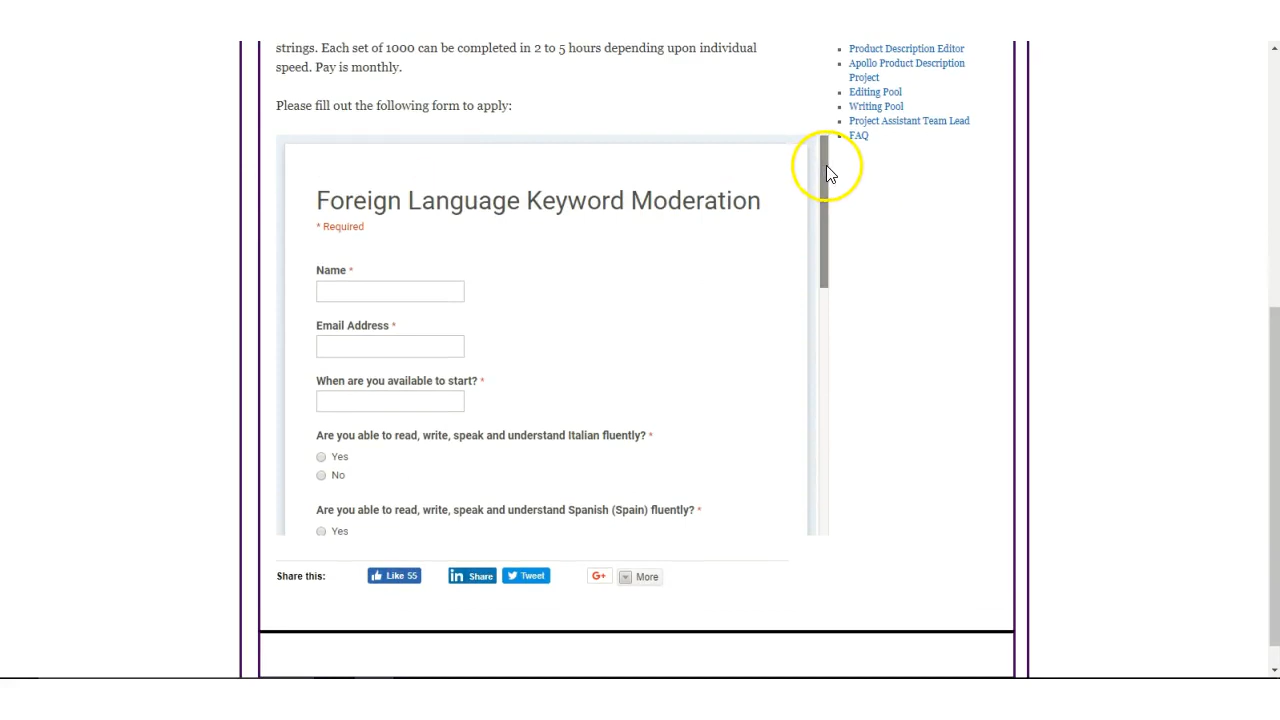 strings. Each set of 1000 can be completed in 2 to 5 hours depending upon individual
speed. Pay is monthly.
Please fill out the following form to apply:
Product Description Editor
Apollo Product Description
Project
Editing Pool
Writing Pool
Project Assistant Team Lead
FAQ
Foreign Language Keyword Moderation
* Required
Name *
Email Address *
When are you available to start? *
Are you able to read, write, speak and understand Italian fluently? *
Yes
No
Are you able to read, write, speak and understand Spanish (Spain) fluently? *
Yes
Share this: Like 55 in Share Tweet G+ More